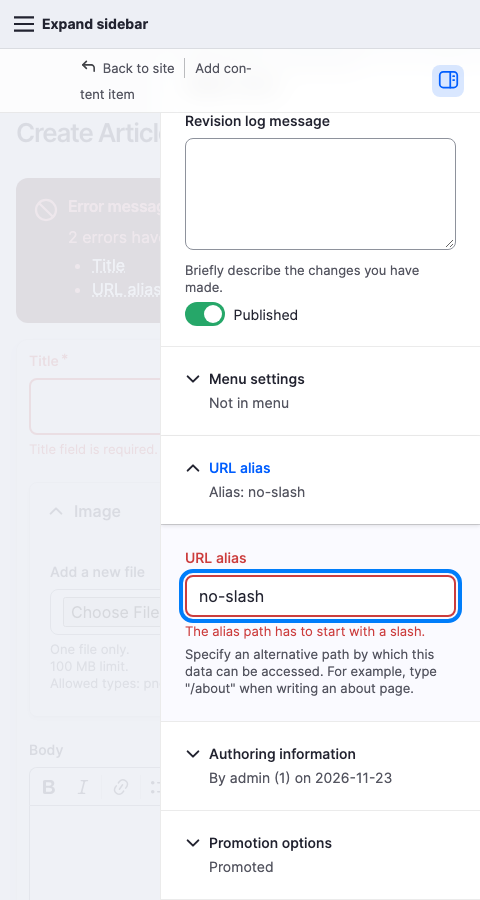 Expand sidebar
Back to site
Add con-
tent item
Create Article
Error messa
2 errors hav
Title
URL alias
Title *
Title field is required.
Image
Add a new file
Choose File
One file only.
100 MB limit.
Allowed types: pn
Body
B I
Revision log message
Briefly describe the changes you have
made.
Published
Menu settings
Not in menu
URL alias
Alias: no-slash
URL alias
no-slash
The alias path has to start with a slash.
Specify an alternative path by which this
data can be accessed. For example, type
"/about" when writing an about page.
Authoring information
By admin (1) on 2026-11-23
Promotion options
Promoted